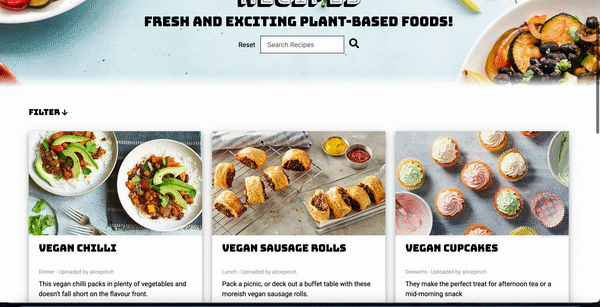 RECIPES
FRESH AND EXCITING PLANT-BASED FOODS!
Reset Search Recipes
FILTER ↓
VEGAN CHILLI
Dinner - Uploaded by alicepinch
This vegan chilli packs in plenty of vegetables and
doesn't fall short on the flavour front.
VEGAN SAUSAGE ROLLS
Lunch - Uploaded by alicepinch
Pack a picnic, or deck out a buffet table with these
moreish vegan sausage rolls.
VEGAN CUPCAKES
Desserts - Uploaded by alicepinch
They make the perfect treat for afternoon tea or a
mid-morning snack